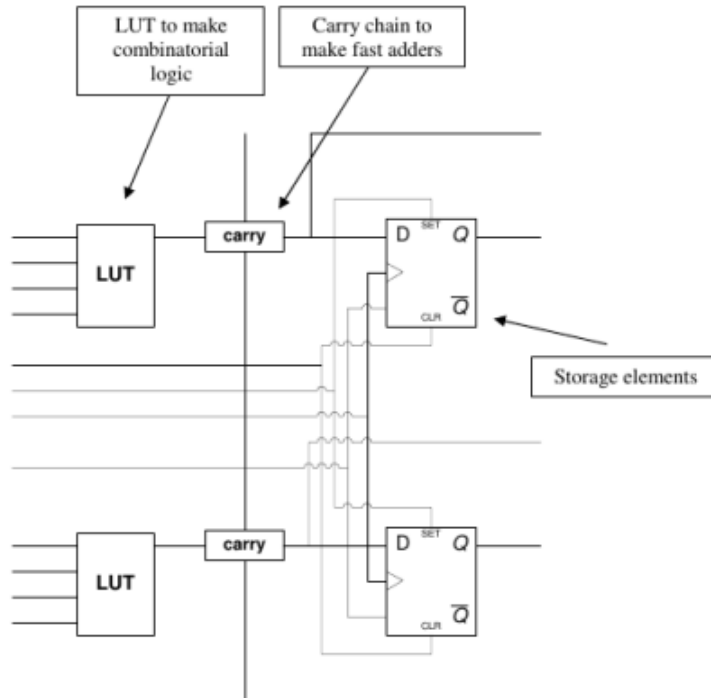 LUT to make
combinatorial
logic
Carry chain to
make fast adders
LUT
carry
D
SET
Q
Q̅
CLR
Storage elements
LUT
carry
D
SET
Q
Q̅
CLR